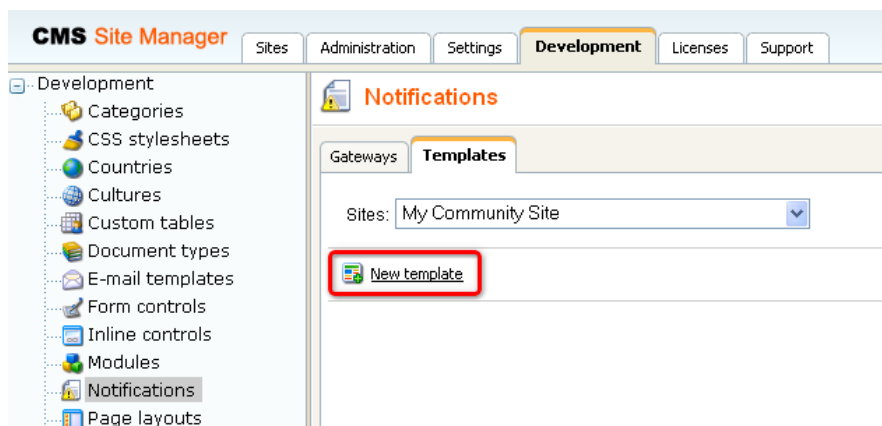 CMS Site Manager
Sites Administration Settings Development Licenses Support
Development
Categories
CSS stylesheets
Countries
Cultures
Custom tables
Document types
E-mail templates
Form controls
Inline controls
Modules
Notifications
Page layouts
Notifications
Gateways Templates
Sites: My Community Site
New template